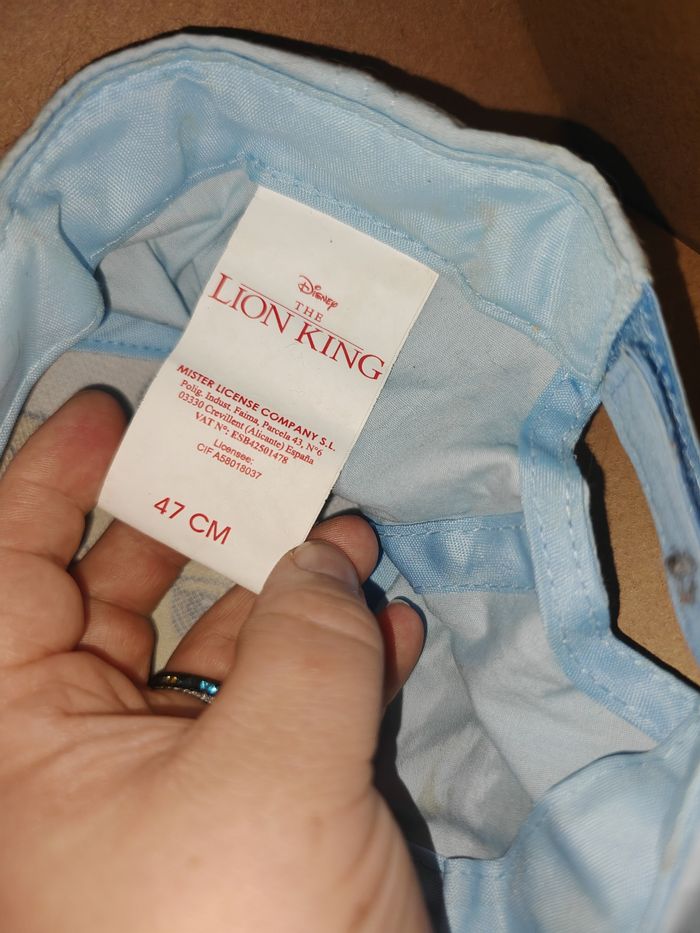 Disney
THE
LION KING
MISTER LICENSE COMPANY S.L.
Polig. Indust. Faima, Parcela 43, Nº6
03330 Crevillent (Alicante) España
VAT Nº: ESB42501478
Licensee:
CIF A58018037
47 CM